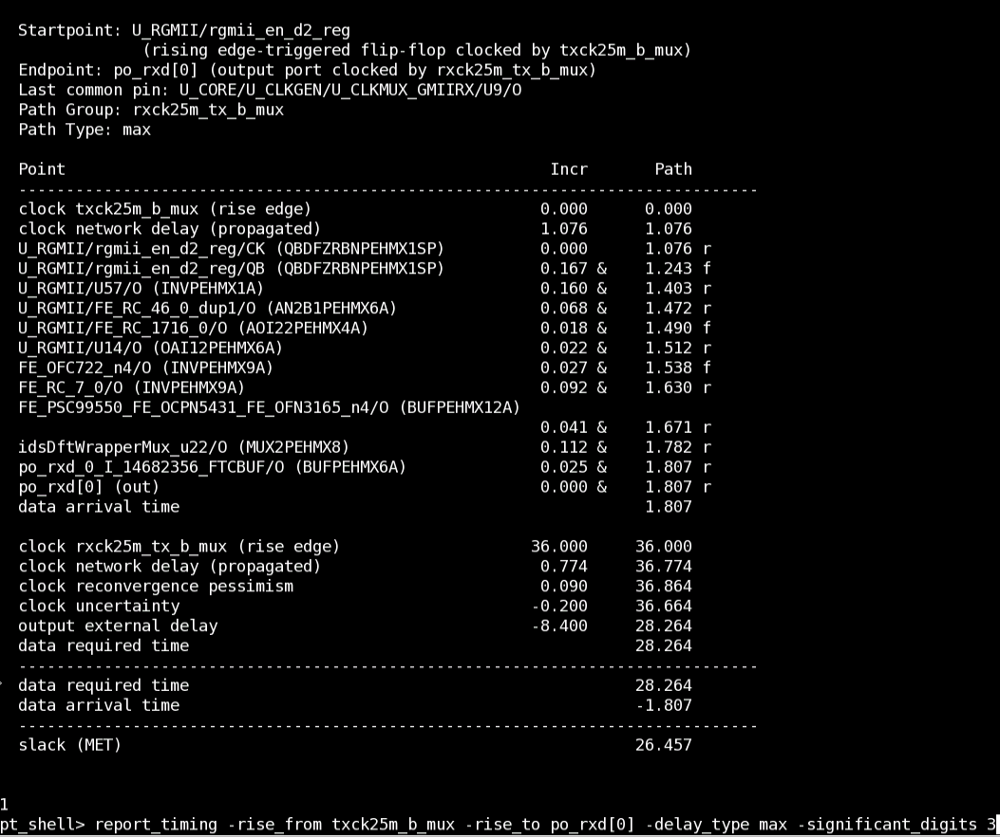 Startpoint: U_RGMII/rgmii_en_d2_reg
(rising edge-triggered flip-flop clocked by txck25m_b_mux)
Endpoint: po_rxd[0] (output port clocked by rxck25m_tx_b_mux)
Last common pin: U_CORE/U_CLKGEN/U_CLKMUX_GMIIRX/U9/O
Path Group: rxck25m_tx_b_mux
Path Type: max
Point Incr Path
------------------------------------------------------------------------------
clock txck25m_b_mux (rise edge) 0.000 0.000
clock network delay (propagated) 1.076 1.076
U_RGMII/rgmii_en_d2_reg/CK (QBDFZRBNPEHMX1SP) 0.000 1.076 r
U_RGMII/rgmii_en_d2_reg/QB (QBDFZRBNPEHMX1SP) 0.167 & 1.243 f
U_RGMII/U57/O (INVPEHMX1A) 0.160 & 1.403 r
U_RGMII/FE_RC_46_0_dup1/O (AN2B1PEHMX6A) 0.068 & 1.472 r
U_RGMII/FE_RC_1716_0/O (AOI22PEHMX4A) 0.018 & 1.490 f
U_RGMII/U14/O (OAI12PEHMX6A) 0.022 & 1.512 r
FE_OFC722_n4/O (INVPEHMX9A) 0.027 & 1.538 f
FE_RC_7_0/O (INVPEHMX9A) 0.092 & 1.630 r
FE_PSC99550_FE_OCPN5431_FE_OFN3165_n4/O (BUFPEHMX12A)
0.041 & 1.671 r
idsDftWrapperMux_u22/O (MUX2PEHMX8) 0.112 & 1.782 r
po_rxd_0_I_14682356_FTCBUF/O (BUFPEHMX6A) 0.025 & 1.807 r
po_rxd[0] (out) 0.000 & 1.807 r
data arrival time 1.807
clock rxck25m_tx_b_mux (rise edge) 36.000 36.000
clock network delay (propagated) 0.774 36.774
clock reconvergence pessimism 0.090 36.864
clock uncertainty -0.200 36.664
output external delay -8.400 28.264
data required time 28.264
------------------------------------------------------------------------------
data required time 28.264
data arrival time -1.807
------------------------------------------------------------------------------
slack (MET) 26.457
1
pt_shell> report_timing -rise_from txck25m_b_mux -rise_to po_rxd[0] -delay_type max -significant_digits 3